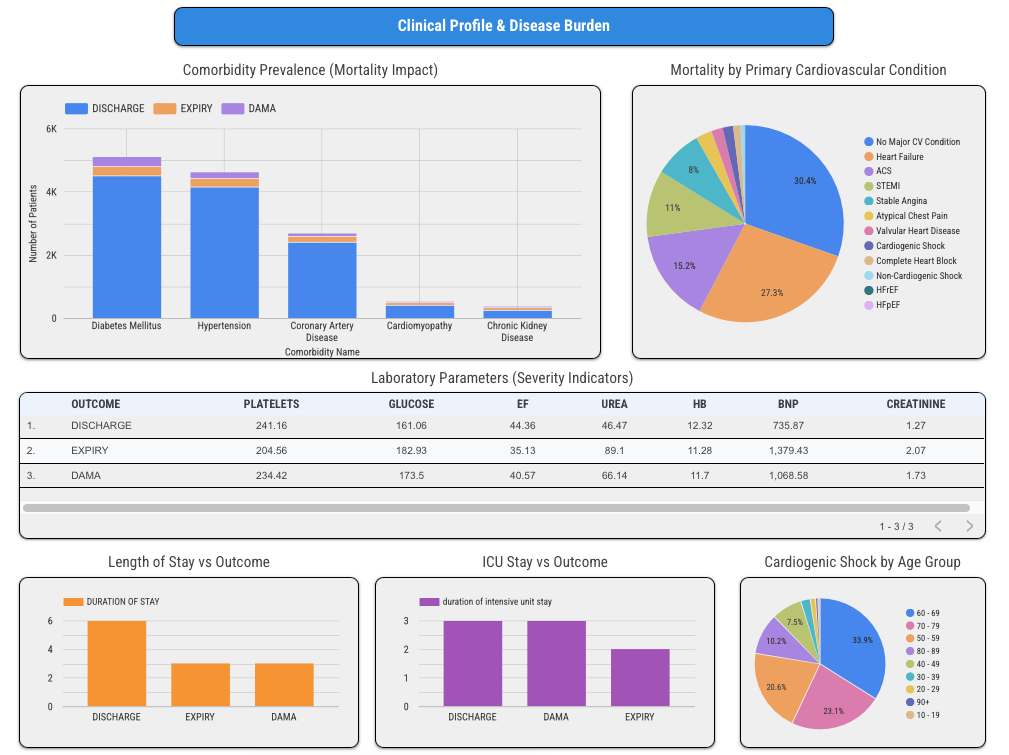 Clinical Profile & Disease Burden
Comorbidity Prevalence (Mortality Impact)
DISCHARGE EXPIRY DAMA
6K
4K
2K
0
Number of Patients
Diabetes Mellitus
Hypertension
Coronary Artery
Disease
Cardiomyopathy
Chronic Kidney
Disease
Comorbidity Name
Mortality by Primary Cardiovascular Condition
30.4%
27.3%
15.2%
11%
8%
No Major CV Condition
Heart Failure
ACS
STEMI
Stable Angina
Atypical Chest Pain
Valvular Heart Disease
Cardiogenic Shock
Complete Heart Block
Non-Cardiogenic Shock
HFrEF
HFpEF
Laboratory Parameters (Severity Indicators)
OUTCOME PLATELETS GLUCOSE EF UREA HB BNP CREATININE
1. DISCHARGE 241.16 161.06 44.36 46.47 12.32 735.87 1.27
2. EXPIRY 204.56 182.93 35.13 89.1 11.28 1,379.43 2.07
3. DAMA 234.42 173.5 40.57 66.14 11.7 1,068.58 1.73
1 - 3 / 3
Length of Stay vs Outcome
DURATION OF STAY
6
4
2
0
DISCHARGE EXPIRY DAMA
ICU Stay vs Outcome
duration of intensive unit stay
3
2
1
0
DISCHARGE DAMA EXPIRY
Cardiogenic Shock by Age Group
33.9%
23.1%
20.6%
10.2%
7.5%
60 - 69
70 - 79
50 - 59
80 - 89
40 - 49
30 - 39
20 - 29
90+
10 - 19